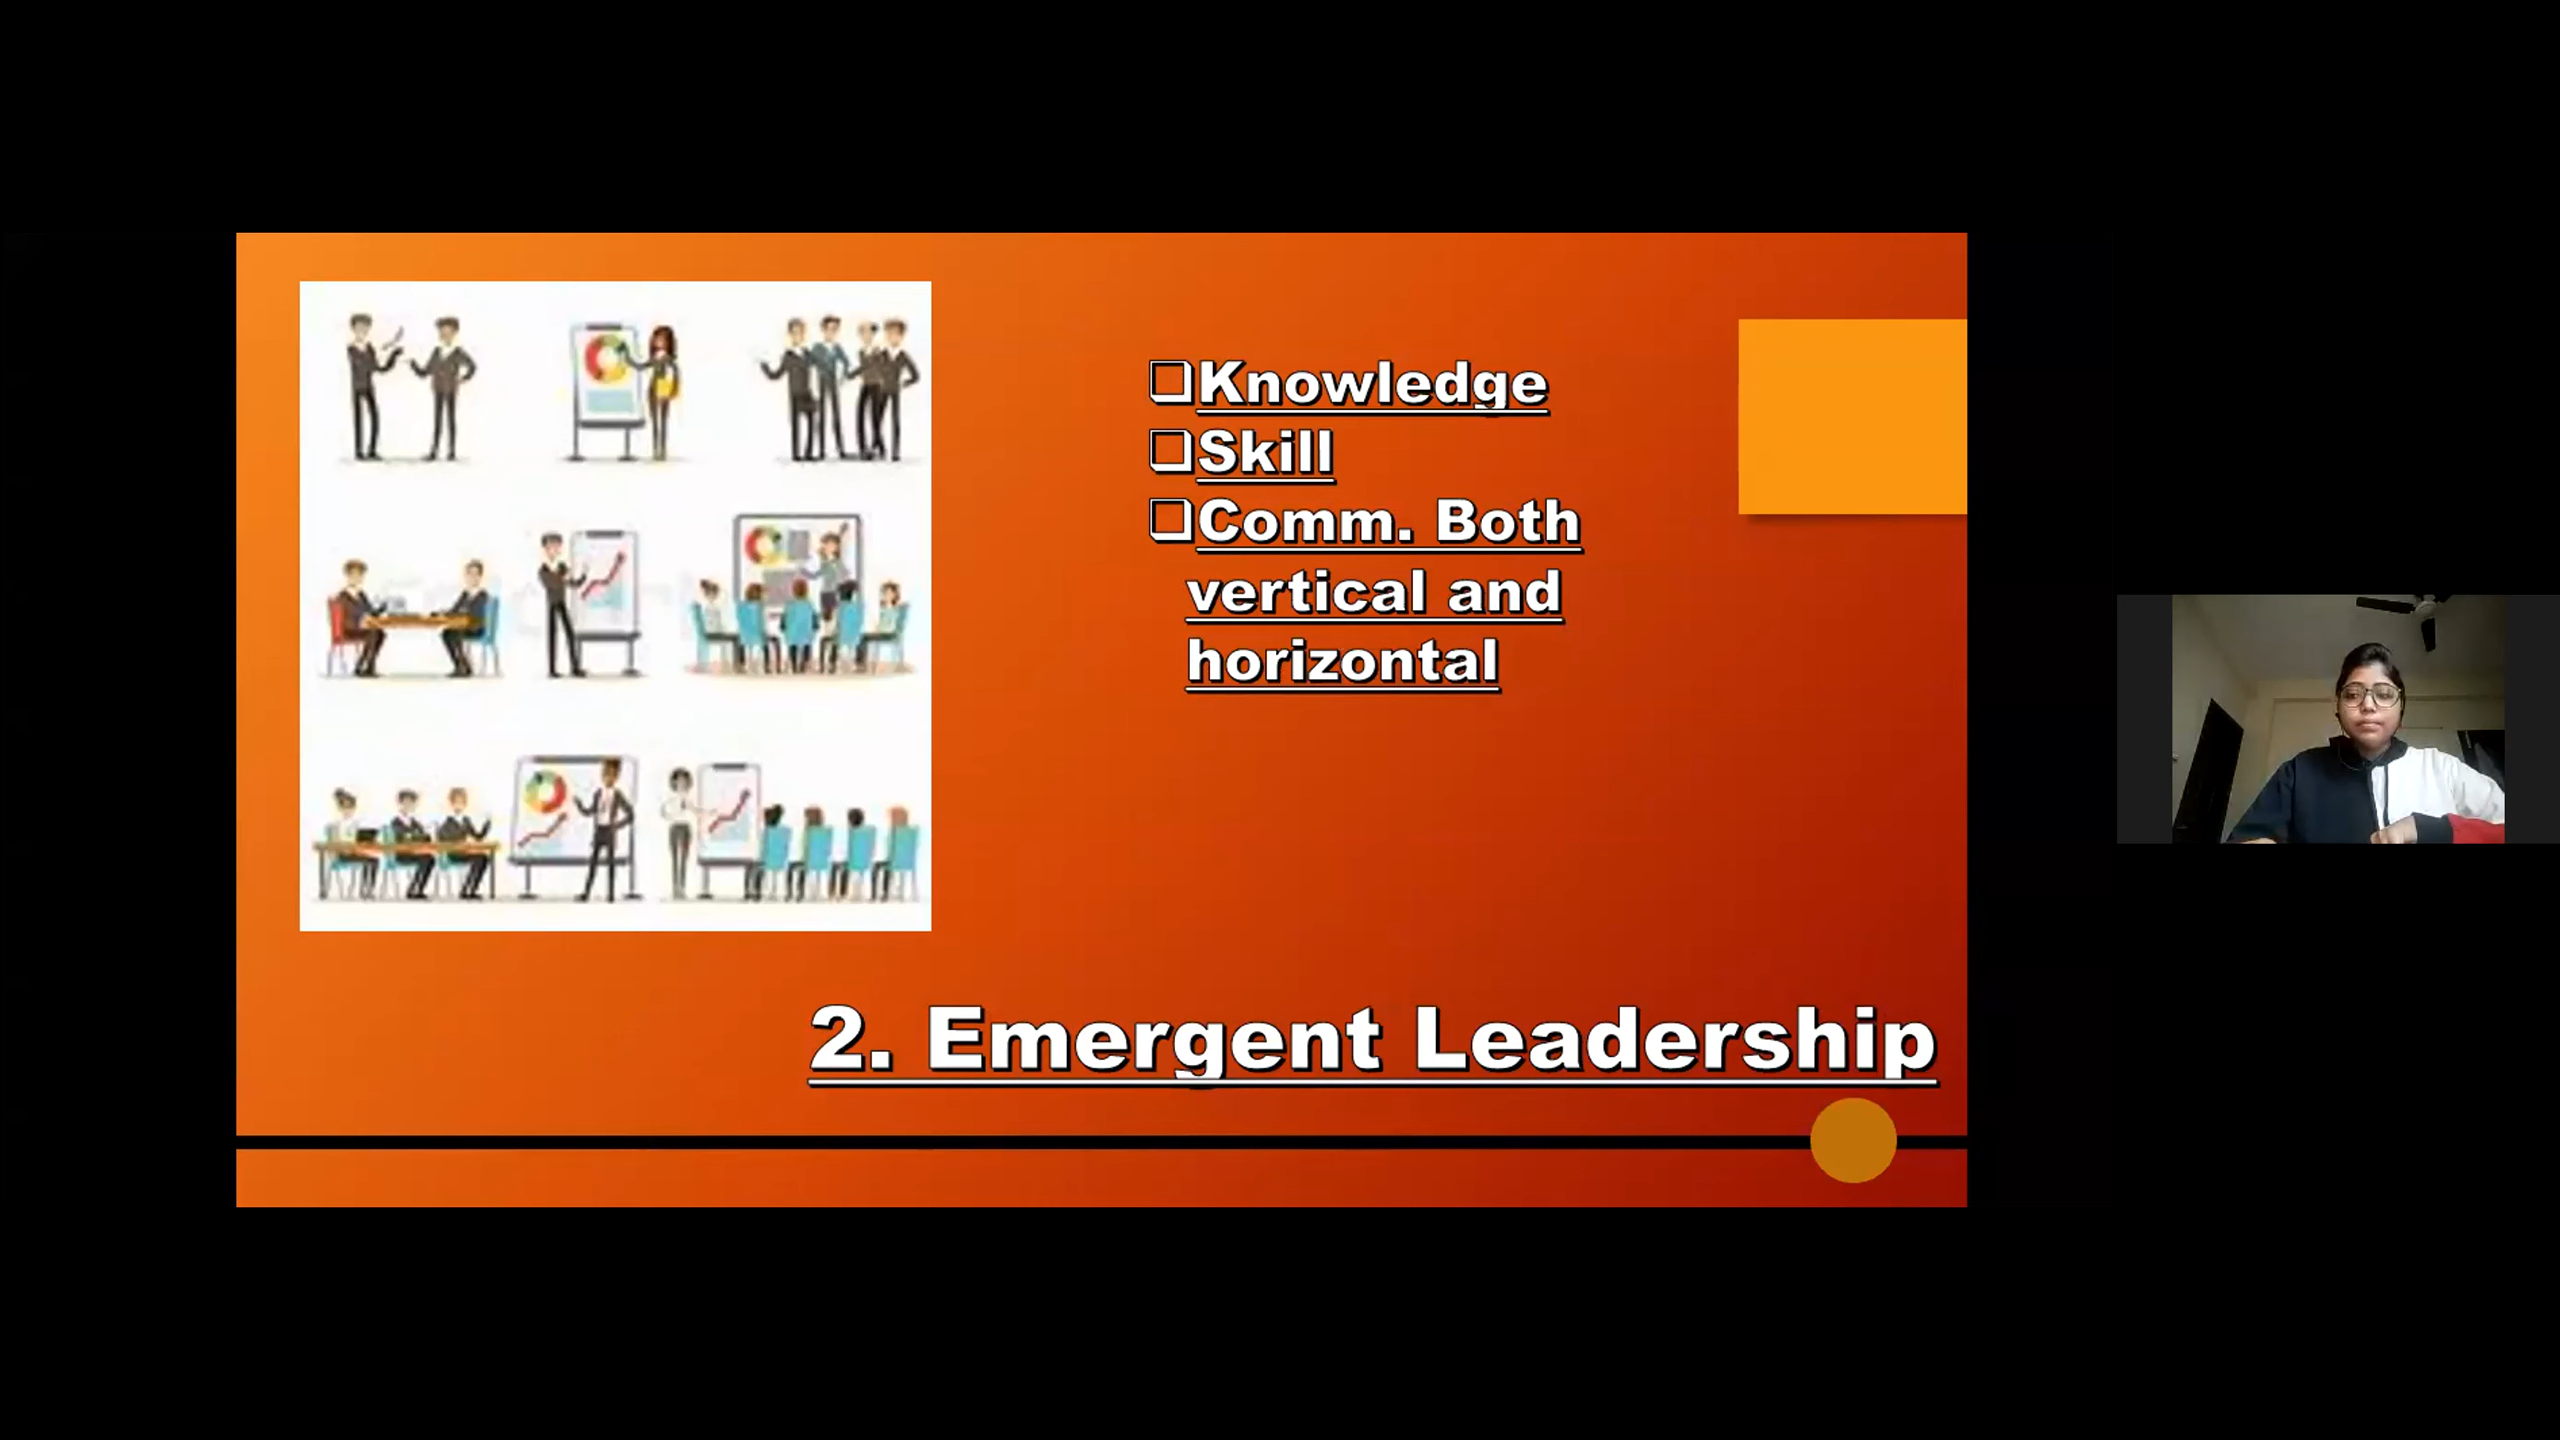 ❑Knowledge
❑Skill
❑Comm. Both
vertical and
horizontal
2. Emergent Leadership